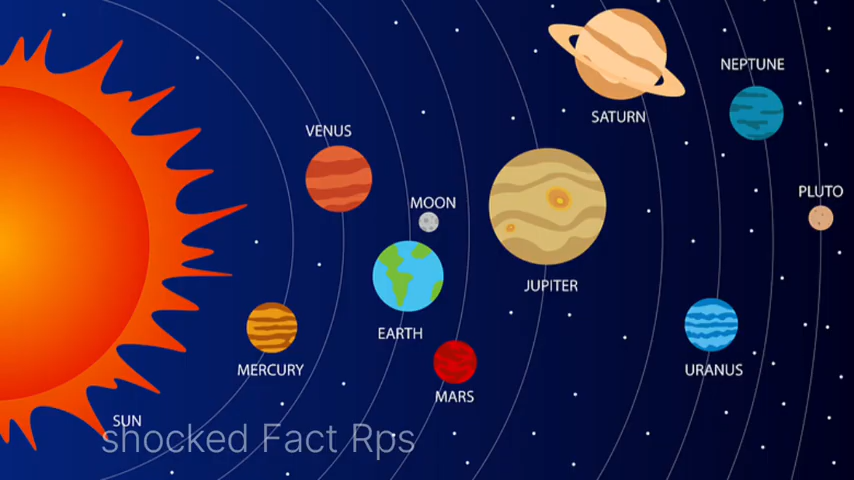 NEPTUNE
SATURN
VENUS
PLUTO
MOON
JUPITER
EARTH
MERCURY
URANUS
MARS
SUN
shocked Fact Rps